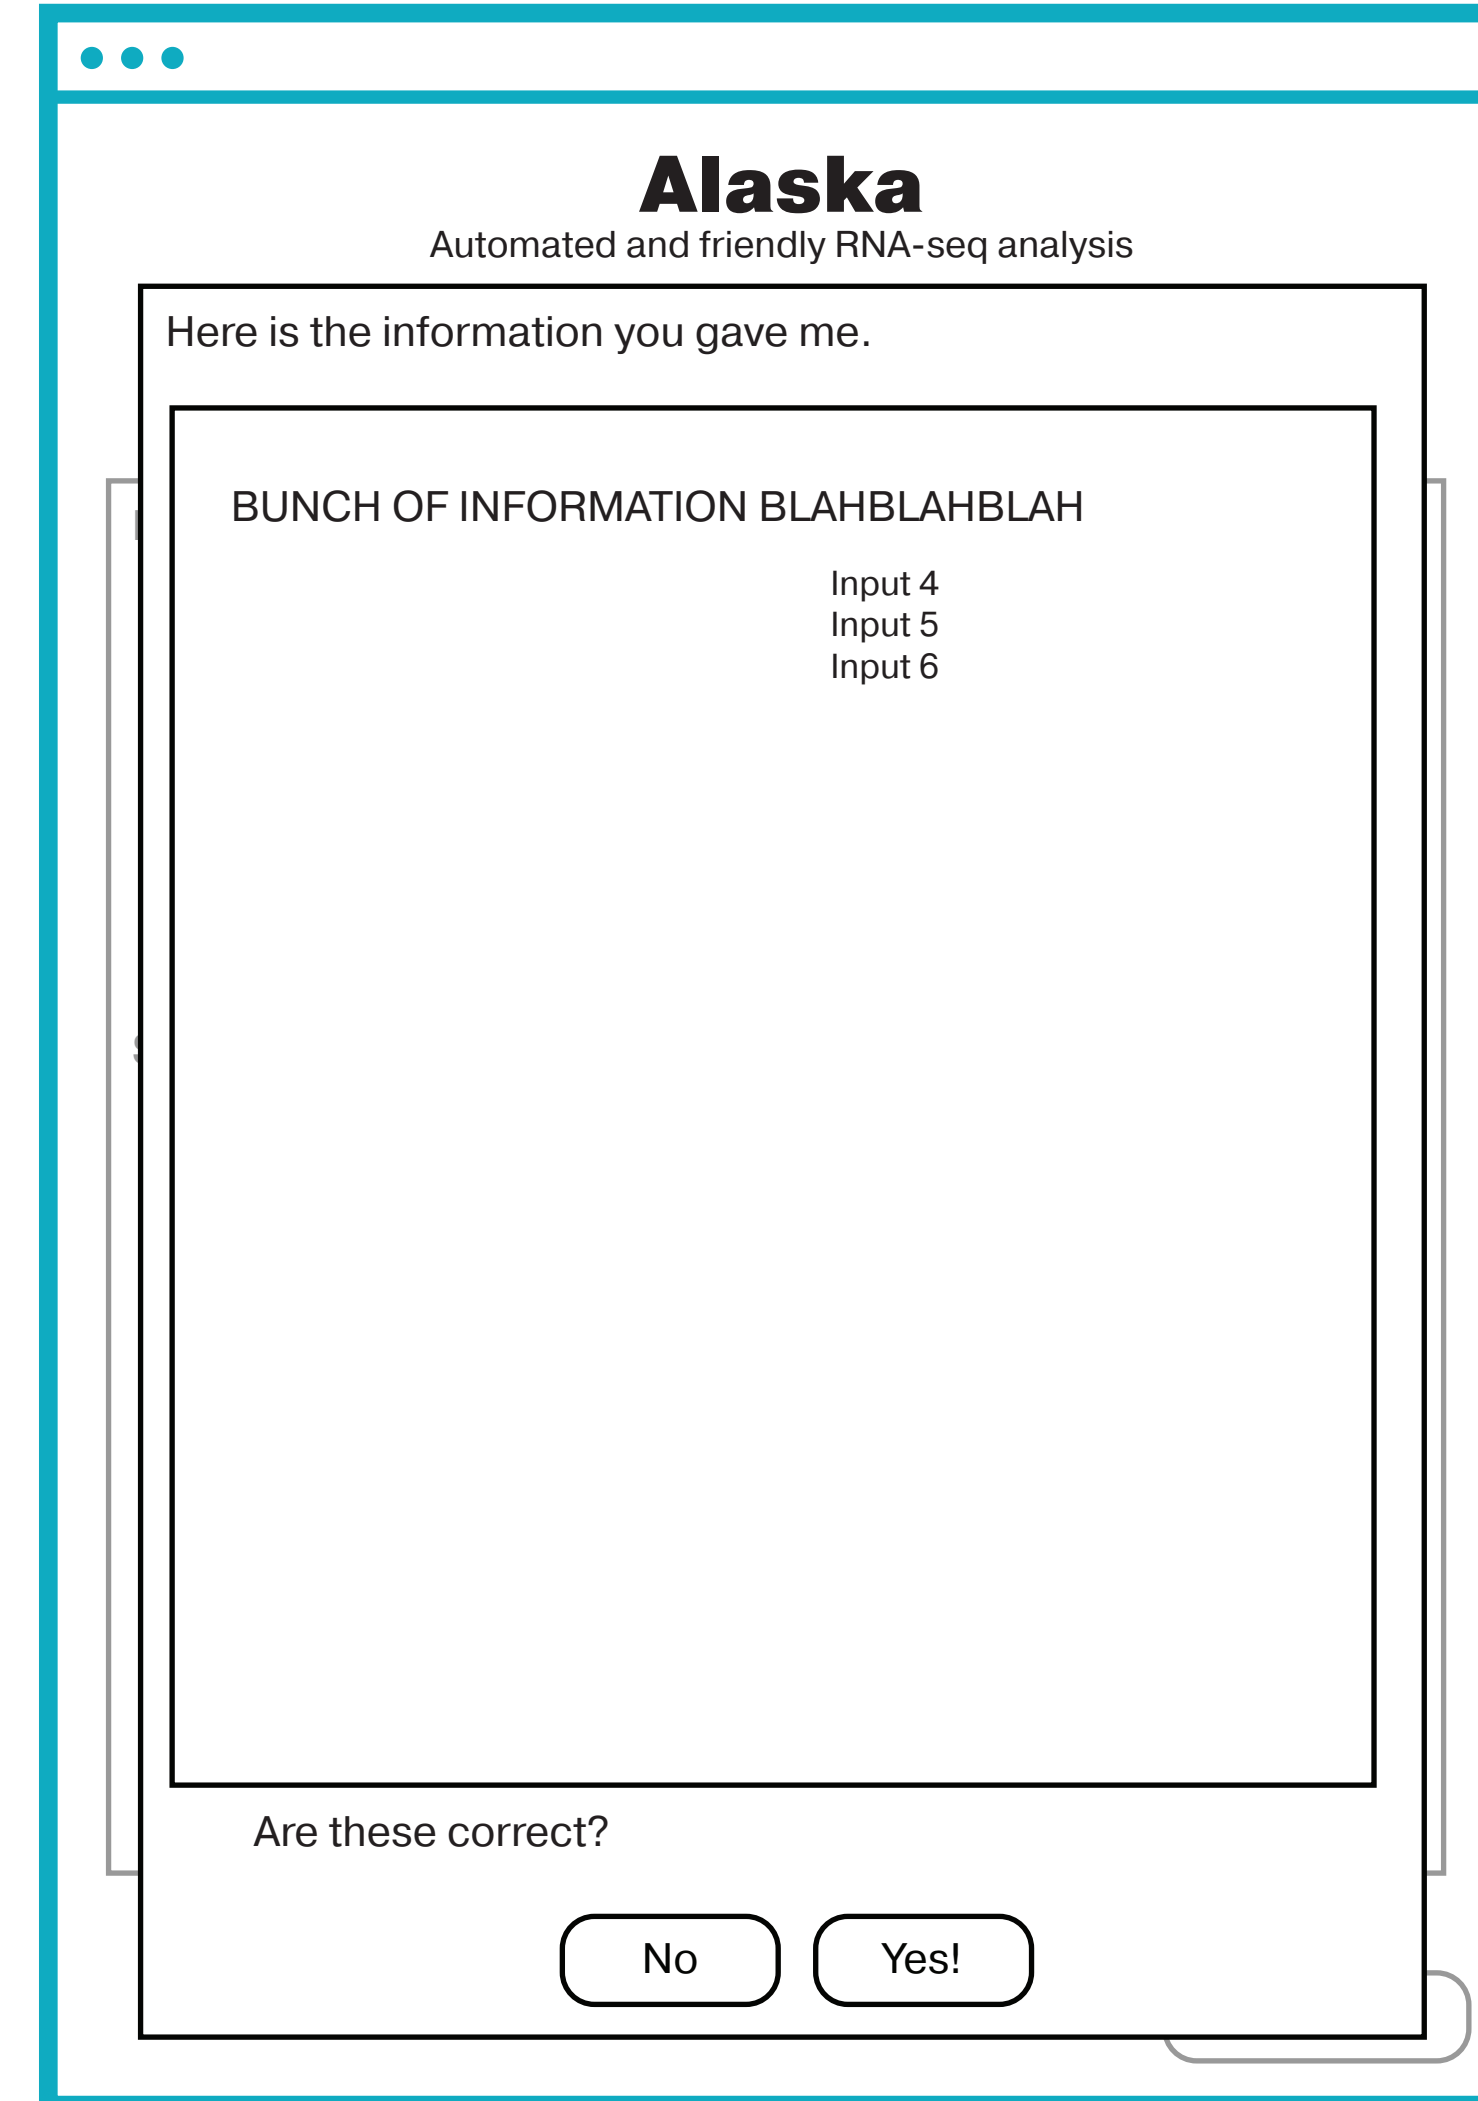 Alaska
Automated and friendly RNA-seq analysis
Here is the information you gave me.
BUNCH OF INFORMATION BLAHBLAHBLAH
Input 4
Input 5
Input 6
Are these correct?
No
Yes!